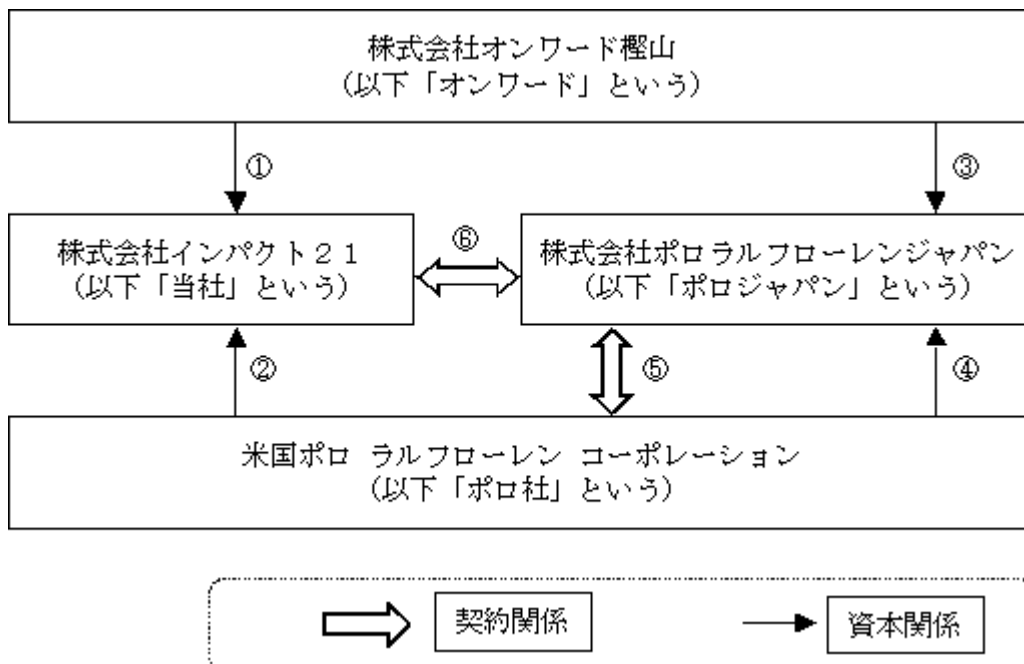 株式会社オンワード樫山
（以下「オンワード」という）
①
③
株式会社インパクト２１
（以下「当社」という）
⑥
株式会社ポロラルフローレンジャパン
（以下「ポロジャパン」という）
②
⑤
④
米国ポロ ラルフローレン コーポレーション
（以下「ポロ社」という）
契約関係
資本関係